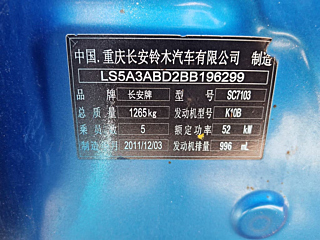 中国.重庆长安铃木汽车有限公司 制造
LS5A3ABD2BB196299
品 牌 长安牌 型 号 SC7103
总 质 量 1265kg 发动机型号 K10B
乘 员 数 5 额定功率 52 kW
制造年月 2011/12/03 发动机排量 996 mL